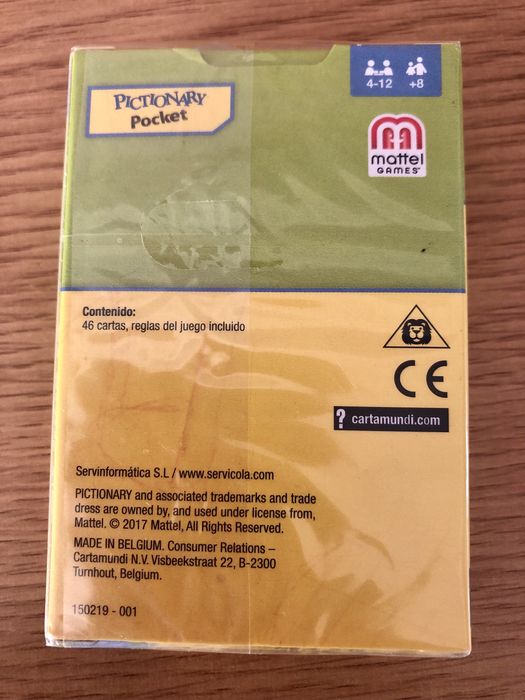 PICTIONARY
Pocket
4-12 +8
mattel
GAMES
Contenido:
46 cartas, reglas del juego incluido
CE
? cartamundi.com
Servinformática S.L / www.servicola.com
PICTIONARY and associated trademarks and trade
dress are owned by, and used under license from,
Mattel. © 2017 Mattel, All Rights Reserved.
MADE IN BELGIUM. Consumer Relations –
Cartamundi N.V. Visbeekstraat 22, B-2300
Turnhout, Belgium.
150219 - 001